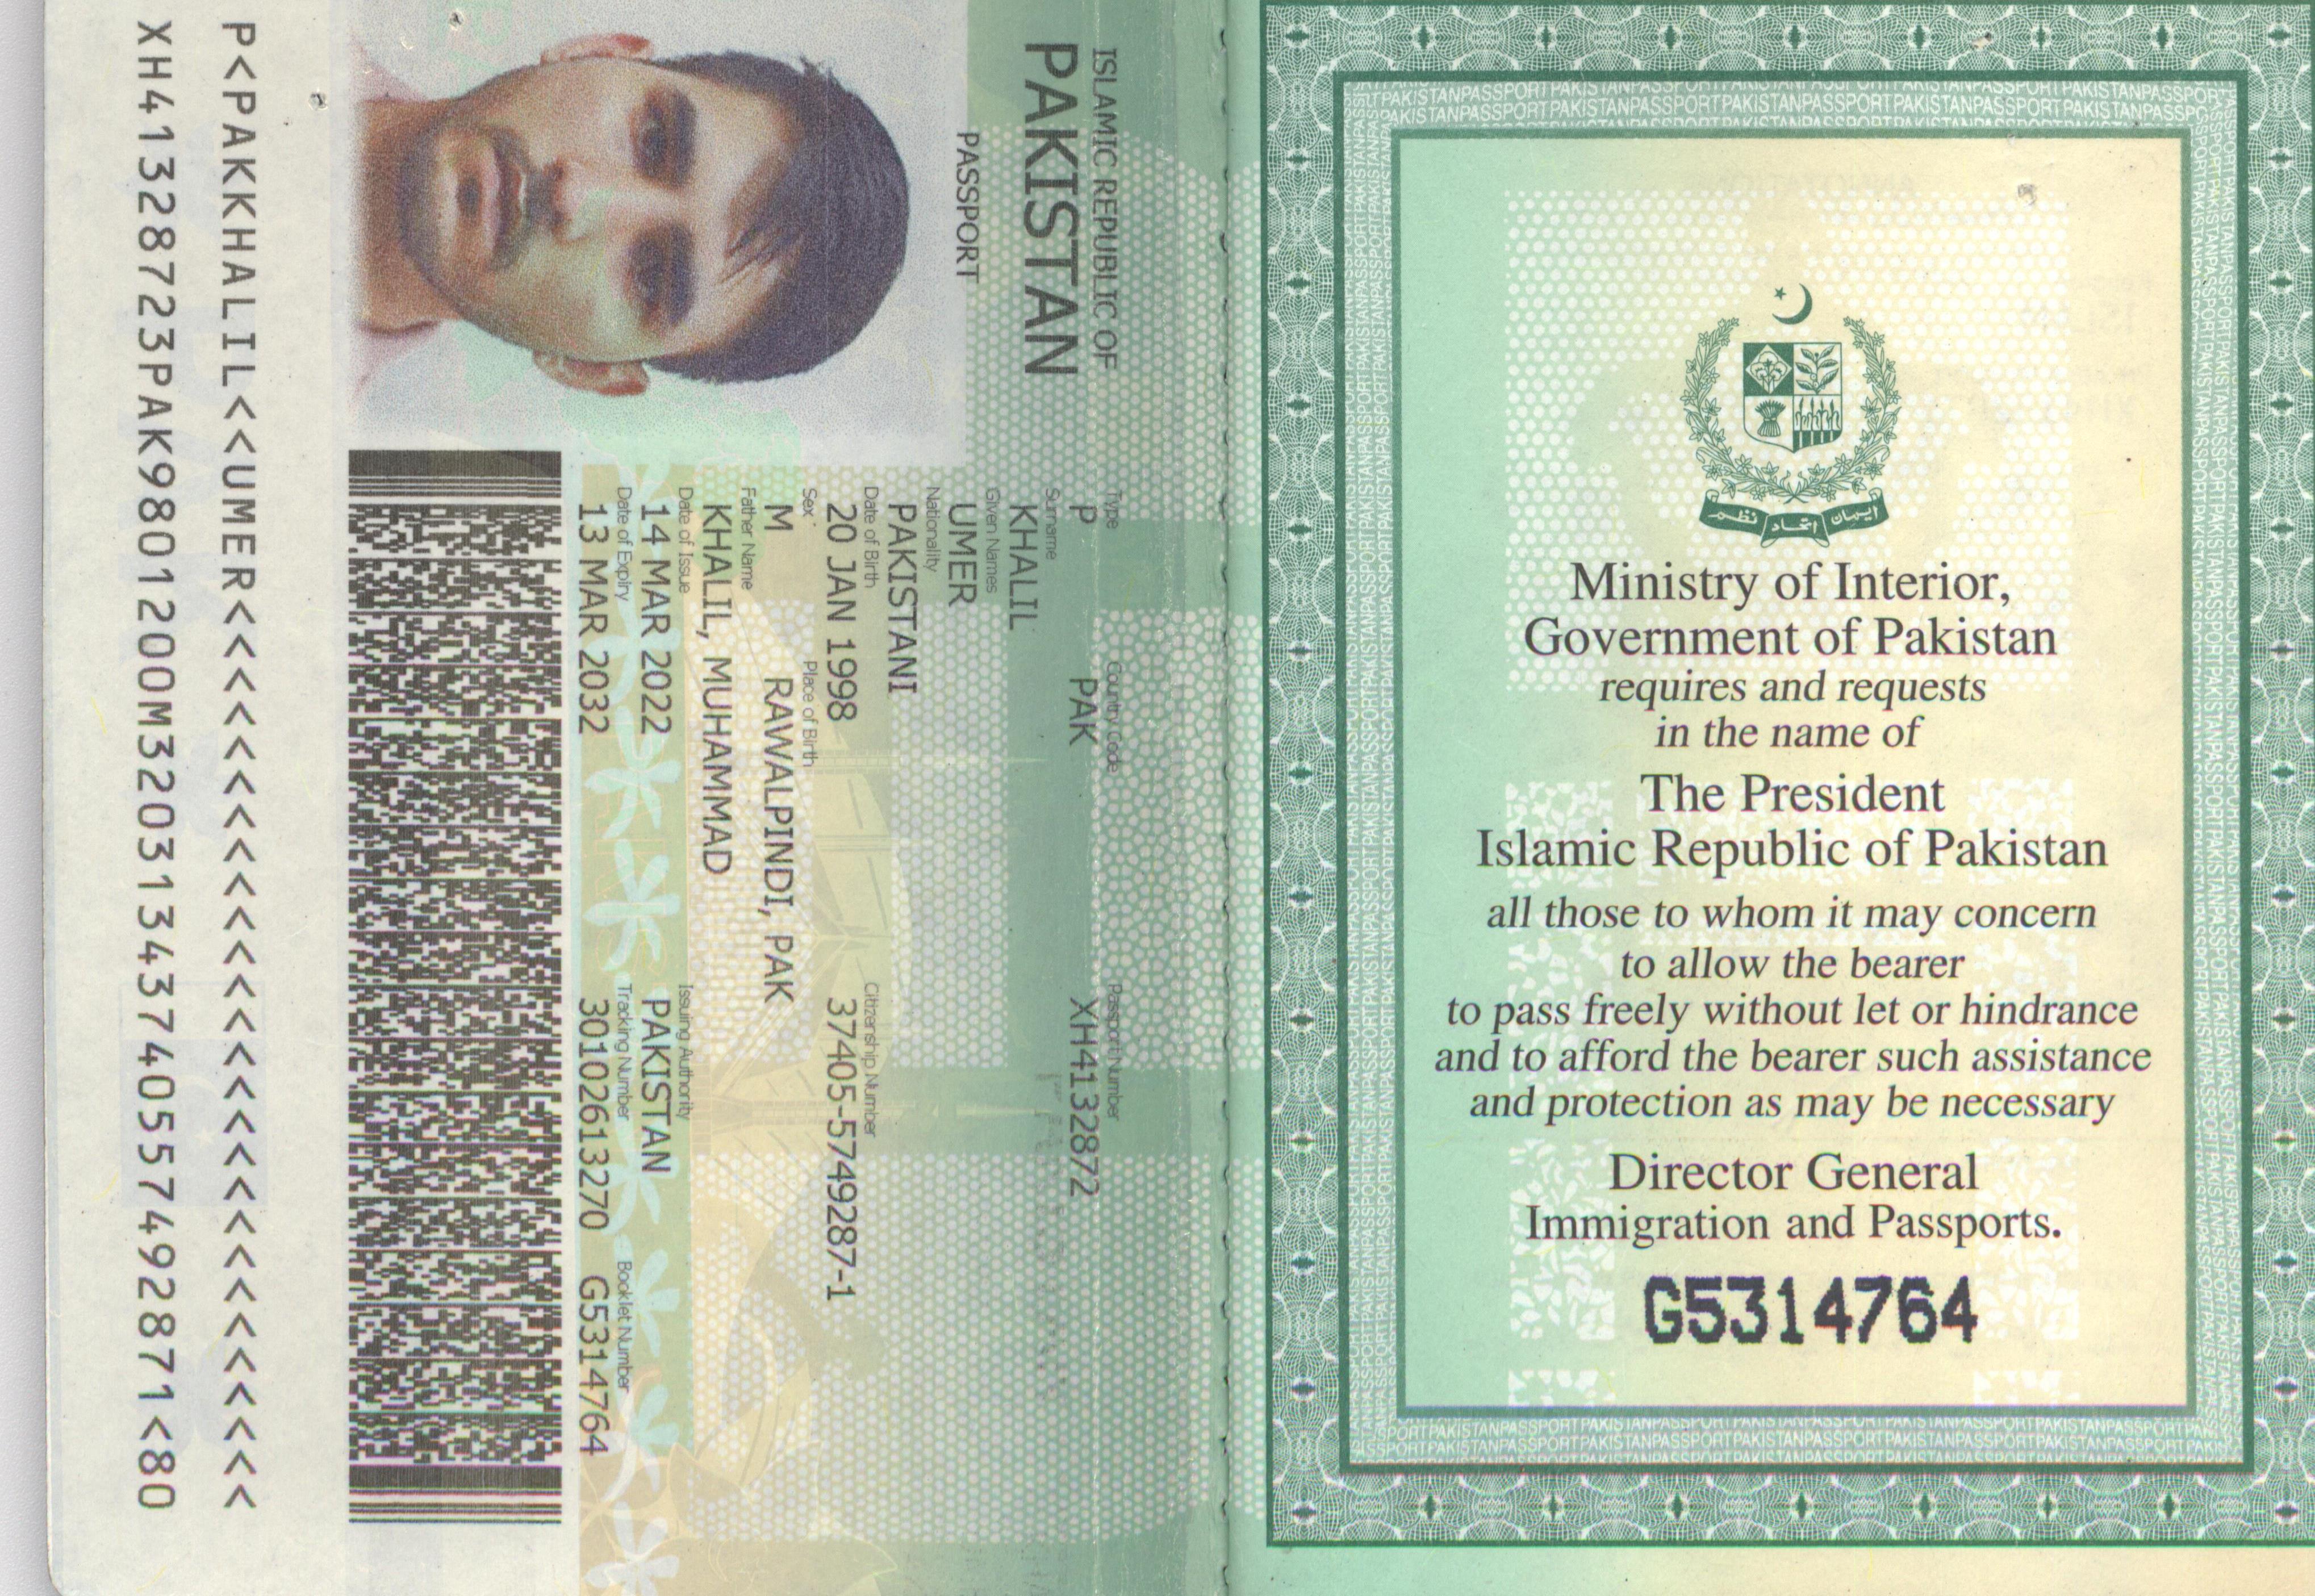 ISLAMIC REPUBLIC OF
PAKISTAN
PASSPORT
Type
Country Code
Passport Number
P
PAK
XH4132872
Surname
KHALIL
Given Names
UMER
Nationality
PAKISTANI
Date of Birth
Citizenship Number
20 JAN 1998
37405-5749287-1
Sex
Place of Birth
M
RAWALPINDI, PAK
Father Name
KHALIL, MUHAMMAD
Date of Issue
Issuing Authority
14 MAR 2022
PAKISTAN
Date of Expiry
Tracking Number
Booklet Number
13 MAR 2032
30102613270
G5314764
P<PAKKHALIL<<UMER<<<<<<<<<<<<<<<<<<<<<<<<<<<
XH41328723PAK9801200M32031343740557492871<80
ایمان اتحاد نظم
Ministry of Interior,
Government of Pakistan
requires and requests
in the name of
The President
Islamic Republic of Pakistan
all those to whom it may concern
to allow the bearer
to pass freely without let or hindrance
and to afford the bearer such assistance
and protection as may be necessary
Director General
Immigration and Passports.
G5314764